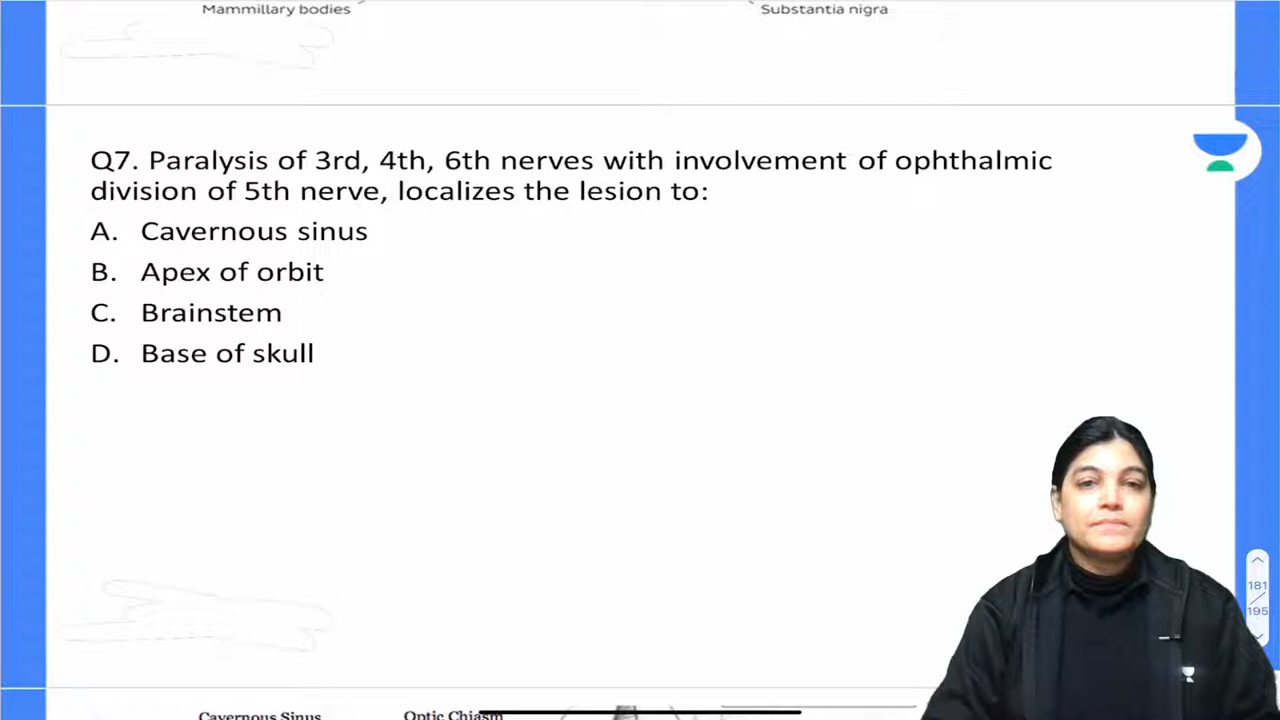 Mammillary bodies
Substantia nigra
Q7. Paralysis of 3rd, 4th, 6th nerves with involvement of ophthalmic
division of 5th nerve, localizes the lesion to:
A. Cavernous sinus
B. Apex of orbit
C. Brainstem
D. Base of skull
181
195
Cavernous Sinus
Optic Chiasm